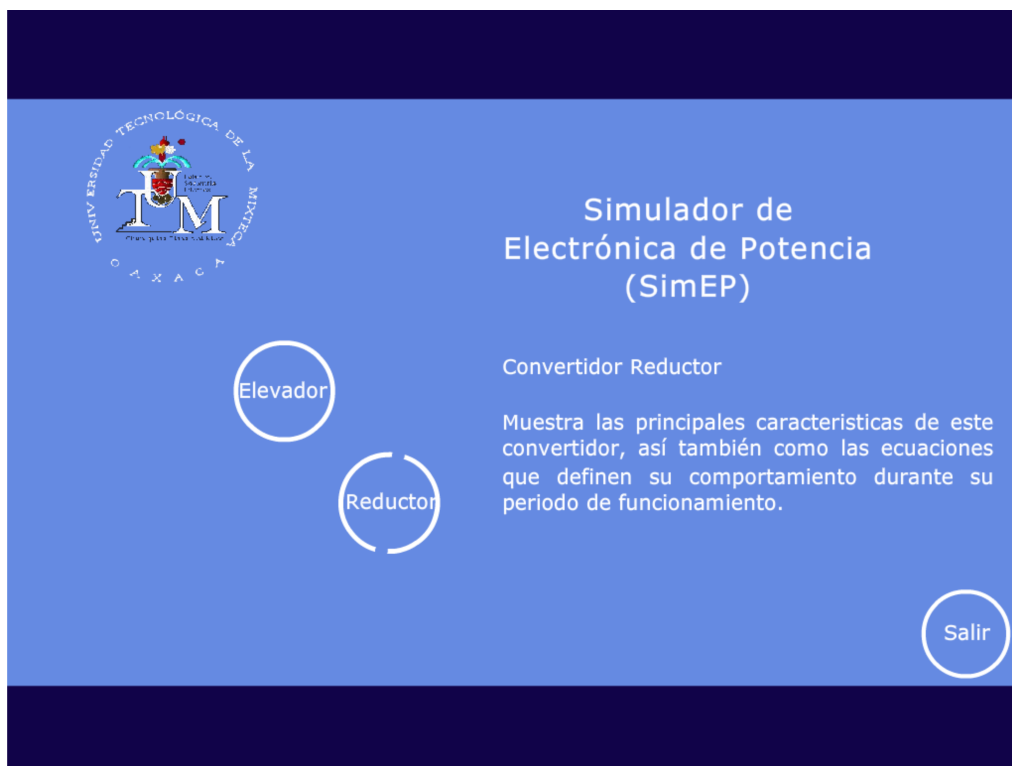 UNIVERSIDAD TECNOLÓGICA DE LA MIXTECA
OAXACA
UTM
Simulador de
Electrónica de Potencia
(SimEP)
Elevador
Reductor
Convertidor Reductor
Muestra las principales caracteristicas de este
convertidor, así también como las ecuaciones
que definen su comportamiento durante su
periodo de funcionamiento.
Salir